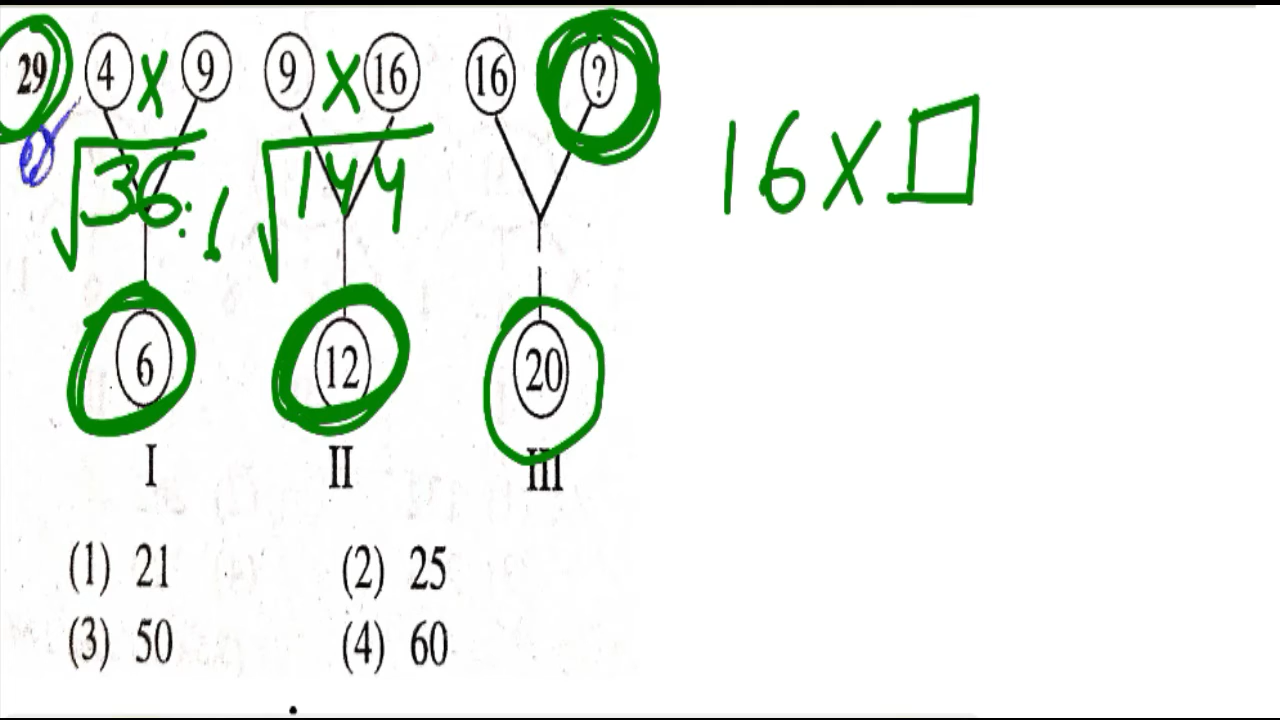 29 4 x 9 9 x 16 16 ?
16 x □
√36 √144
6 12 20
I II III
(1) 21 (2) 25
(3) 50 (4) 60